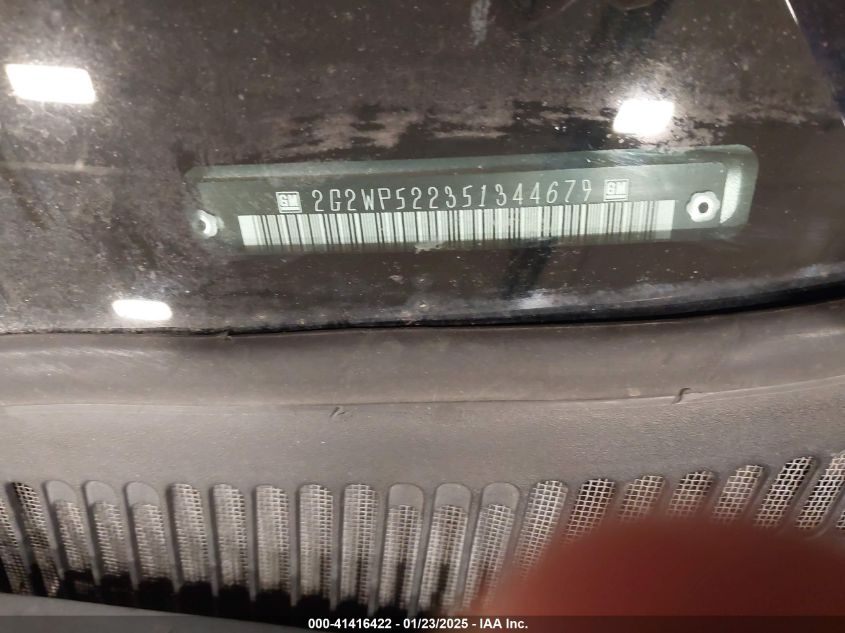 GM 2G2WP522351344679 GM
000-41416422 - 01/23/2025 - IAA Inc.